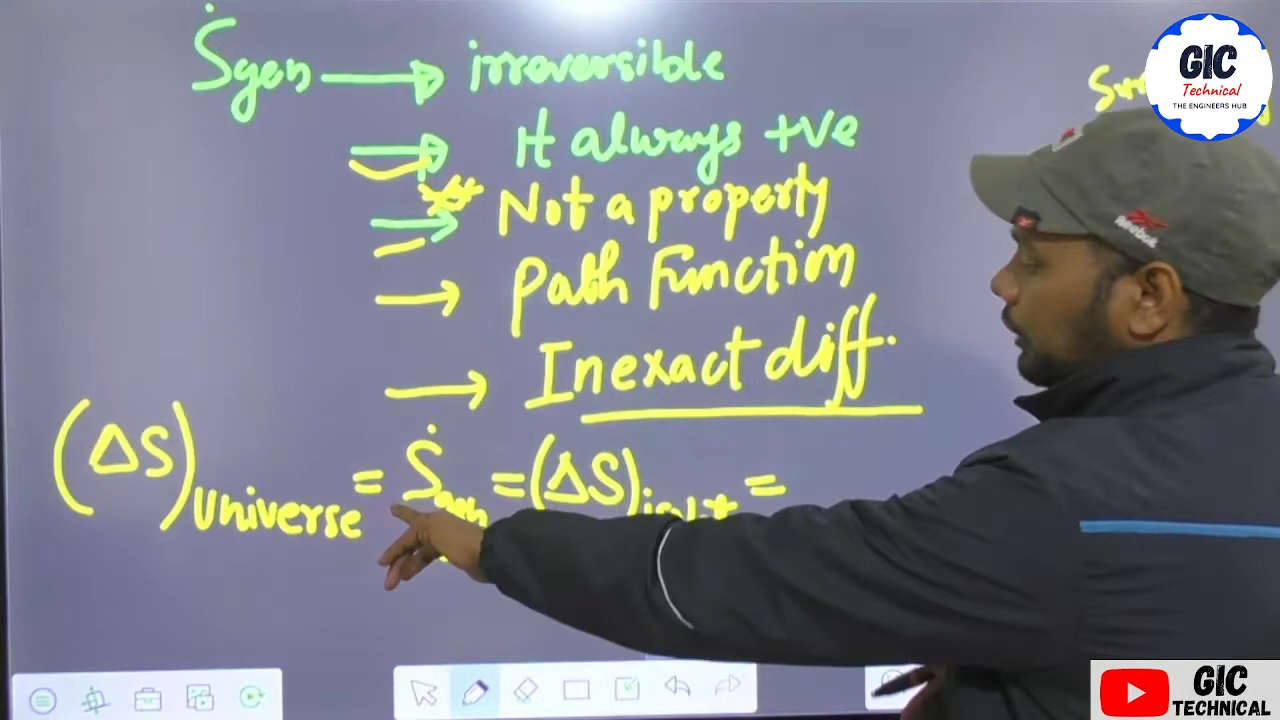 Ṡgen → irreversible
→ It always +ve
→ Not a property
→ Path Function
→ Inexact diff.
(ΔS)Universe = Ṡgen = (ΔS) =
GIC
Technical
THE ENGINEERS HUB
Reebok
GIC
TECHNICAL